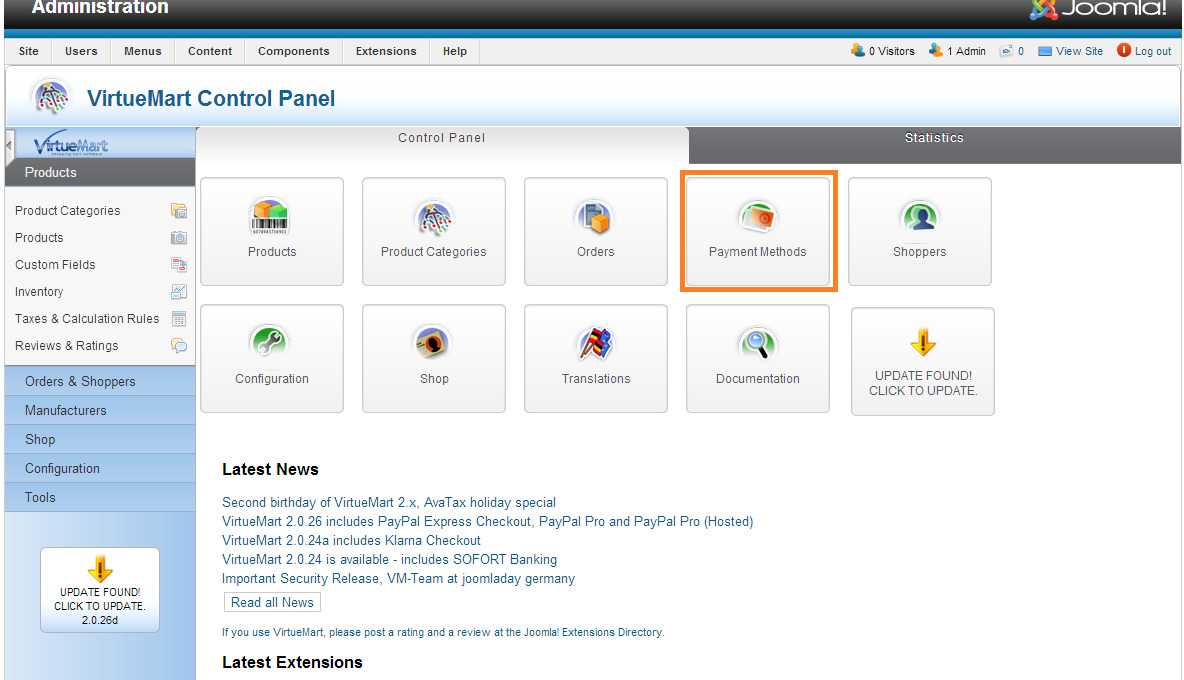 Administration
Joomla!
Site Users Menus Content Components Extensions Help 0 Visitors 1 Admin 0 View Site Log out
VirtueMart Control Panel
VirtueMart
shopping cart software
Control Panel Statistics
Products
Product Categories
Products
Custom Fields
Inventory
Taxes & Calculation Rules
Reviews & Ratings
Orders & Shoppers
Manufacturers
Shop
Configuration
Tools
UPDATE FOUND!
CLICK TO UPDATE.
2.0.26d
Products Product Categories Orders Payment Methods Shoppers
Configuration Shop Translations Documentation
UPDATE FOUND!
CLICK TO UPDATE.
Latest News
Second birthday of VirtueMart 2.x, AvaTax holiday special
VirtueMart 2.0.26 includes PayPal Express Checkout, PayPal Pro and PayPal Pro (Hosted)
VirtueMart 2.0.24a includes Klarna Checkout
VirtueMart 2.0.24 is available - includes SOFORT Banking
Important Security Release, VM-Team at joomladay germany
Read all News
If you use VirtueMart, please post a rating and a review at the Joomla! Extensions Directory.
Latest Extensions